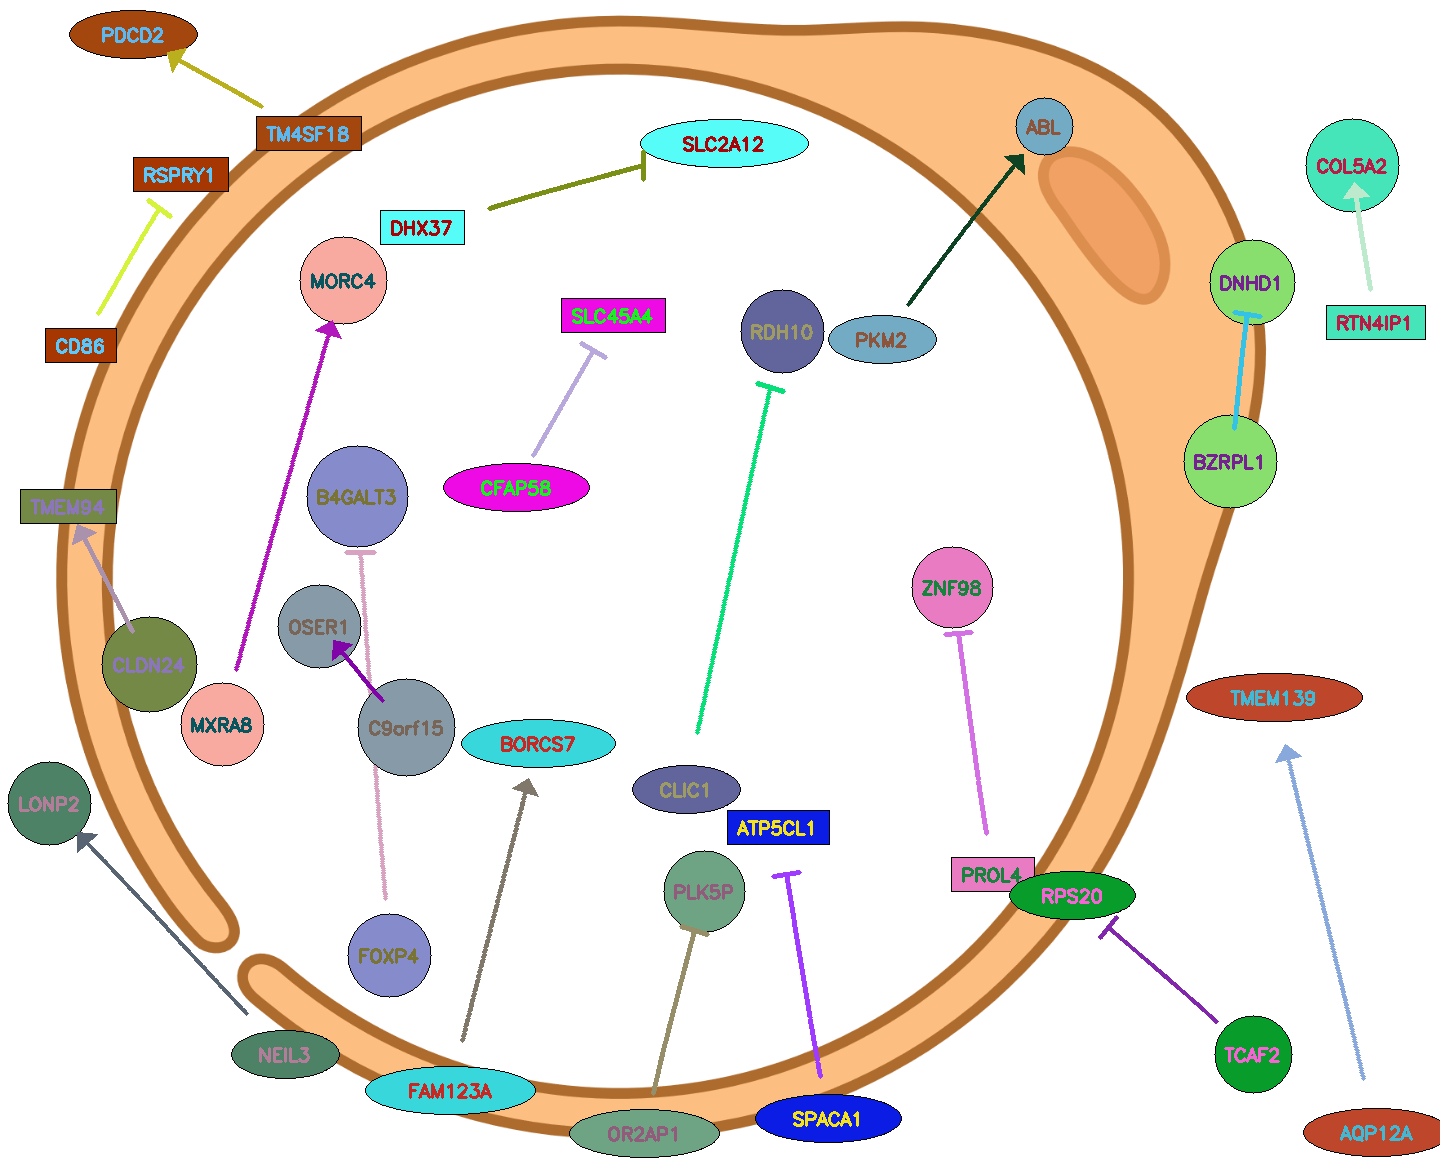 PDCD2
TM4SF18
RSPRY1
CD86
SLC2A12
DHX37
MORC4
ABL
COL5A2
DNHD1
RTN4IP1
SLC45A4
RDH10
PKM2
BZRPL1
B4GALT3
CFAP58
TMEM94
ZNF98
OSER1
CLDN24
MXRA8
C9orf15
BORCS7
TMEM139
CLIC1
LONP2
ATP5CL1
PLK5P
PROL4
RPS20
FOXP4
NEIL3
TCAF2
FAM123A
SPACA1
OR2AP1
AQP12A